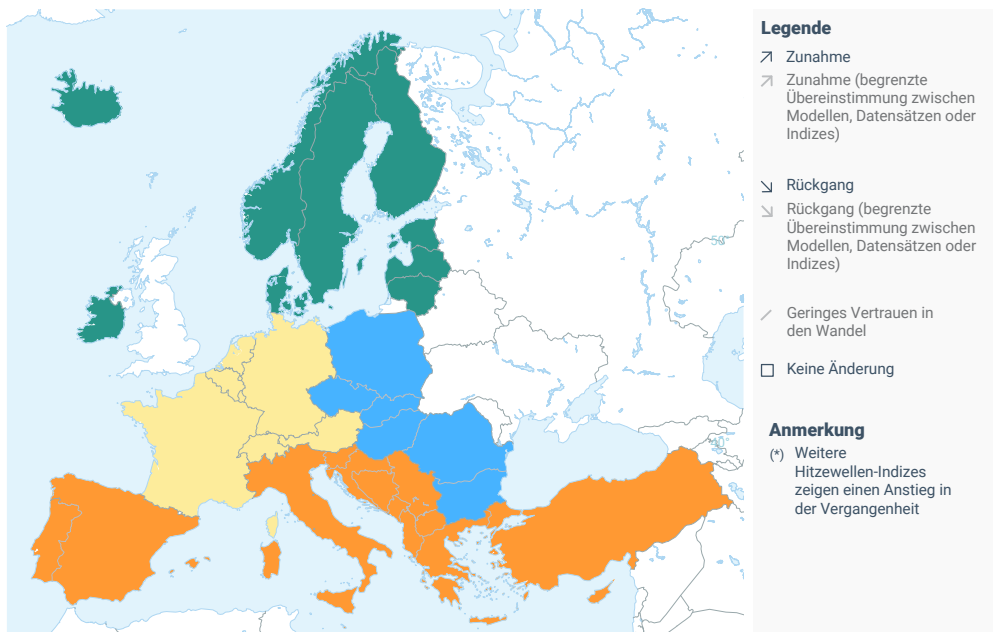 Legende
Zunahme
Zunahme (begrenzte
Übereinstimmung zwischen
Modellen, Datensätzen oder
Indizes)
Rückgang
Rückgang (begrenzte
Übereinstimmung zwischen
Modellen, Datensätzen oder
Indizes)
Geringes Vertrauen in
den Wandel
Keine Änderung
Anmerkung
(*) Weitere
Hitzewellen-Indizes
zeigen einen Anstieg in
der Vergangenheit